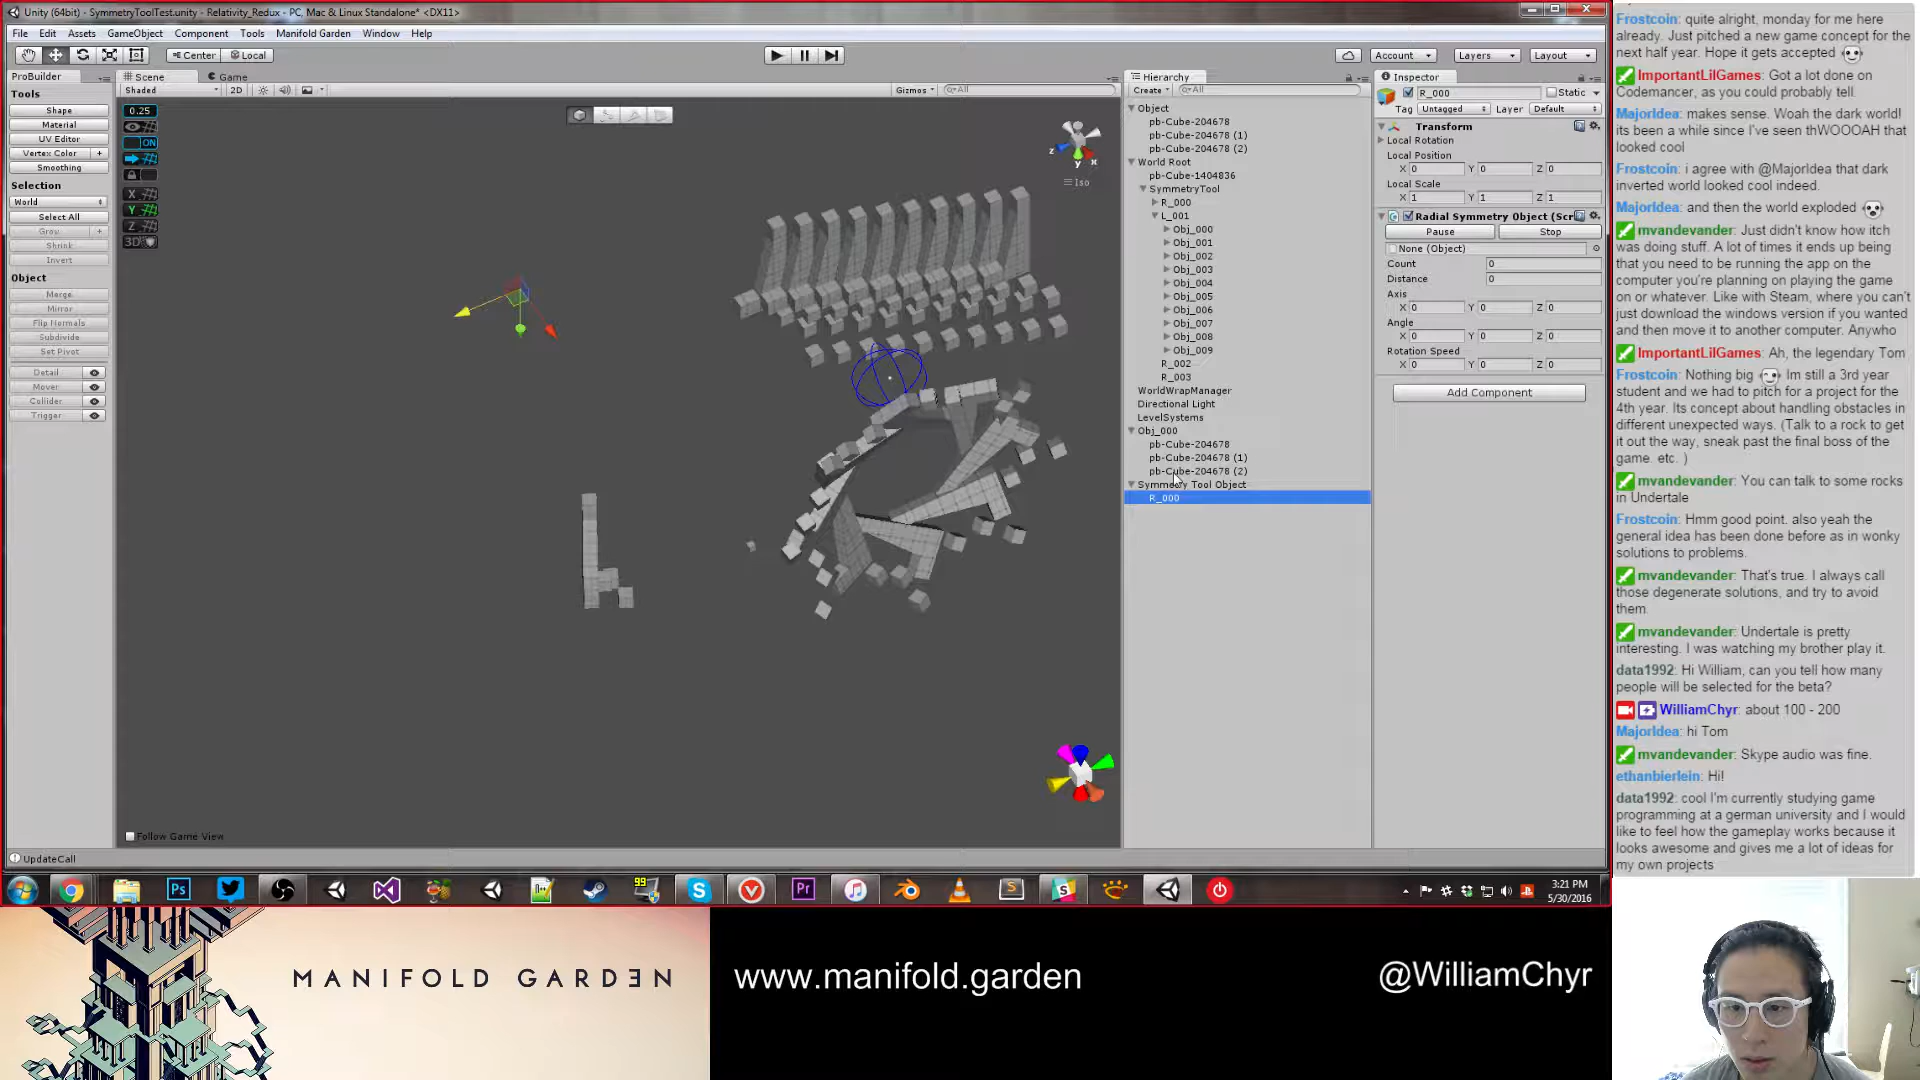 Unity (64bit) - SymmetryToolTest.unity - Relativity_Redux - PC, Mac & Linux Standalone* <DX11>
File Edit Assets GameObject Component Tools Manifold Garden Window Help
Center Local
Account Layers Layout
ProBuilder
Tools
Shape
Material
UV Editor
Vertex Color +
Smoothing
Selection
World
Select All
Grow +
Shrink
Invert
Object
Merge
Mirror
Flip Normals
Subdivide
Set Pivot
Detail
Mover
Collider
Trigger
Scene Game
Shaded 2D Gizmos All
0.25
ON
X
Y
Z
3D
z x
y
Iso
Follow Game View
UpdateCall
Hierarchy
Create All
Object
pb-Cube-204678
pb-Cube-204678 (1)
pb-Cube-204678 (2)
World Root
pb-Cube-1404836
SymmetryTool
R_000
L_001
Obj_000
Obj_001
Obj_002
Obj_003
Obj_004
Obj_005
Obj_006
Obj_007
Obj_008
Obj_009
R_002
R_003
WorldWrapManager
Directional Light
LevelSystems
Obj_000
pb-Cube-204678
pb-Cube-204678 (1)
pb-Cube-204678 (2)
Symmetry Tool Object
R_000
Inspector
R_000 Static
Tag Untagged Layer Default
Transform
Local Rotation
Local Position
X 0 Y 0 Z 0
Local Scale
X 1 Y 1 Z 1
Radial Symmetry Object (Scr
Pause Stop
None (Object)
Count 0
Distance 0
Axis
X 0 Y 0 Z 0
Angle
X 0 Y 0 Z 0
Rotation Speed
X 0 Y 0 Z 0
Add Component
Frostcoin: quite alright, monday for me here
already. Just pitched a new game concept for the
next half year. Hope it gets accepted
ImportantLilGames: Got a lot done on
Codemancer, as you could probably tell.
MajorIdea: makes sense. Woah the dark world!
its been a while since I've seen thWOOOAH that
looked cool
Frostcoin: i agree with @MajorIdea that dark
inverted world looked cool indeed.
MajorIdea: and then the world exploded
mvandevander: Just didn't know how itch
was doing stuff. A lot of times it ends up being
that you need to be running the app on the
computer you're planning on playing the game
on or whatever. Like with Steam, where you can't
just download the windows version if you wanted
and then move it to another computer. Anywho
ImportantLilGames: Ah, the legendary Tom
Frostcoin: Nothing big Im still a 3rd year
student and we had to pitch for a project for the
4th year. Its concept about handling obstacles in
different unexpected ways. (Talk to a rock to get
it out the way, sneak past the final boss of the
game. etc. )
mvandevander: You can talk to some rocks
in Undertale
Frostcoin: Hmm good point. also yeah the
general idea has been done before as in wonky
solutions to problems.
mvandevander: That's true. I always call
those degenerate solutions, and try to avoid
them.
mvandevander: Undertale is pretty
interesting. I was watching my brother play it.
data1992: Hi William, can you tell how many
people will be selected for the beta?
WilliamChyr: about 100 - 200
MajorIdea: hi Tom
mvandevander: Skype audio was fine.
ethanbierlein: Hi!
data1992: cool I'm currently studying game
programming at a german university and I would
like to feel how the gameplay works because it
looks awesome and gives me a lot of ideas for
my own projects
Ps 99 S Pr S
3:21 PM
5/30/2016
MANIFOLD GARDEN
www.manifold.garden
@WilliamChyr